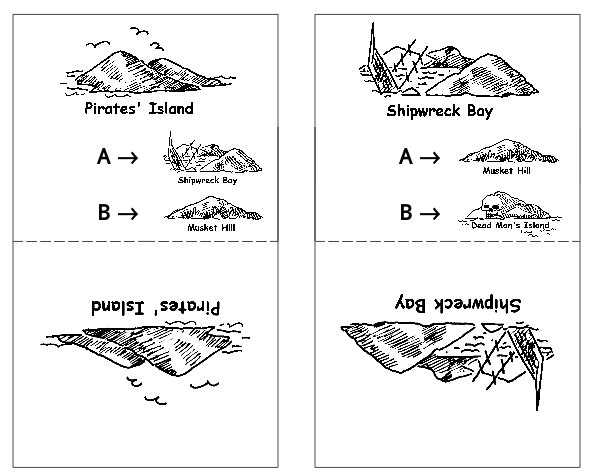 Pirates' Island
A →
Shipwreck Bay
B →
Musket Hill
Pirates' Island
Shipwreck Bay
A →
Musket Hill
B →
Dead Man's Island
Shipwreck Bay